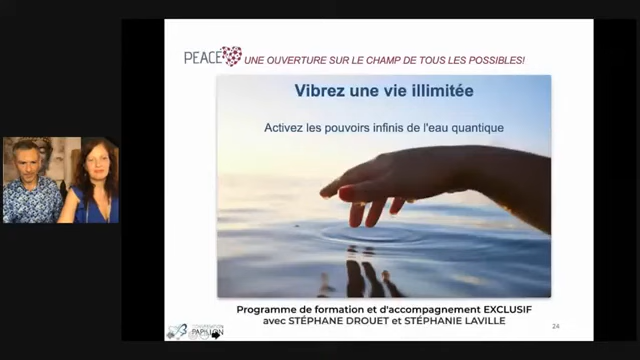 PEACE UNE OUVERTURE SUR LE CHAMP DE TOUS LES POSSIBLES!
Vibrez une vie illimitée
Activez les pouvoirs infinis de l'eau quantique
Programme de formation et d'accompagnement EXCLUSIF
avec STÉPHANE DROUET et STÉPHANIE LAVILLE
24
PAPILLON